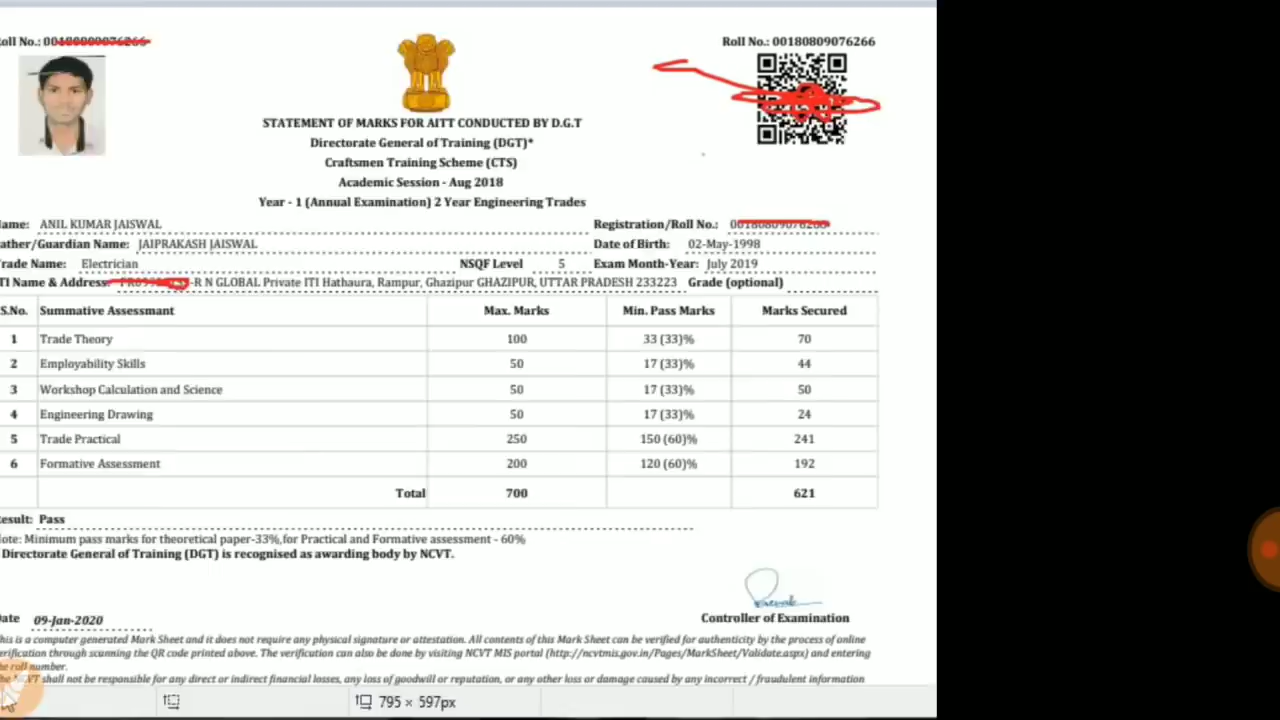 oll No.: 00180809076266
Roll No.: 00180809076266
STATEMENT OF MARKS FOR AITT CONDUCTED BY D.G.T
Directorate General of Training (DGT)*
Craftsmen Training Scheme (CTS)
Academic Session - Aug 2018
Year - 1 (Annual Examination) 2 Year Engineering Trades
ame: ANIL KUMAR JAISWAL Registration/Roll No.:
ather/Guardian Name: JAIPRAKASH JAISWAL Date of Birth: 02-May-1998
rade Name: Electrician NSQF Level 5 Exam Month-Year: July 2019
TI Name & Address: -R N GLOBAL Private ITI Hathaura, Rampur, Ghazipur GHAZIPUR, UTTAR PRADESH 233223 Grade (optional)
S.No. Summative Assessmant Max. Marks Min. Pass Marks Marks Secured
1 Trade Theory 100 33 (33)% 70
2 Employability Skills 50 17 (33)% 44
3 Workshop Calculation and Science 50 17 (33)% 50
4 Engineering Drawing 50 17 (33)% 24
5 Trade Practical 250 150 (60)% 241
6 Formative Assessment 200 120 (60)% 192
Total 700 621
esult: Pass
ote: Minimum pass marks for theoretical paper-33%,for Practical and Formative assessment - 60%
Directorate General of Training (DGT) is recognised as awarding body by NCVT.
Controller of Examination
ate 09-Jan-2020
his is a computer generated Mark Sheet and it does not require any physical signature or attestation. All contents of this Mark Sheet can be verified for authenticity by the process of online
erification through scanning the QR code printed above. The verification can also be done by visiting NCVT MIS portal (http://ncvtmis.gov.in/Pages/MarkSheet/Validate.aspx) and entering
he roll number.
he NCVT shall not be responsible for any direct or indirect financial losses, any loss of goodwill or reputation, or any other loss or damage caused by any incorrect / fraudulent information
795 × 597px